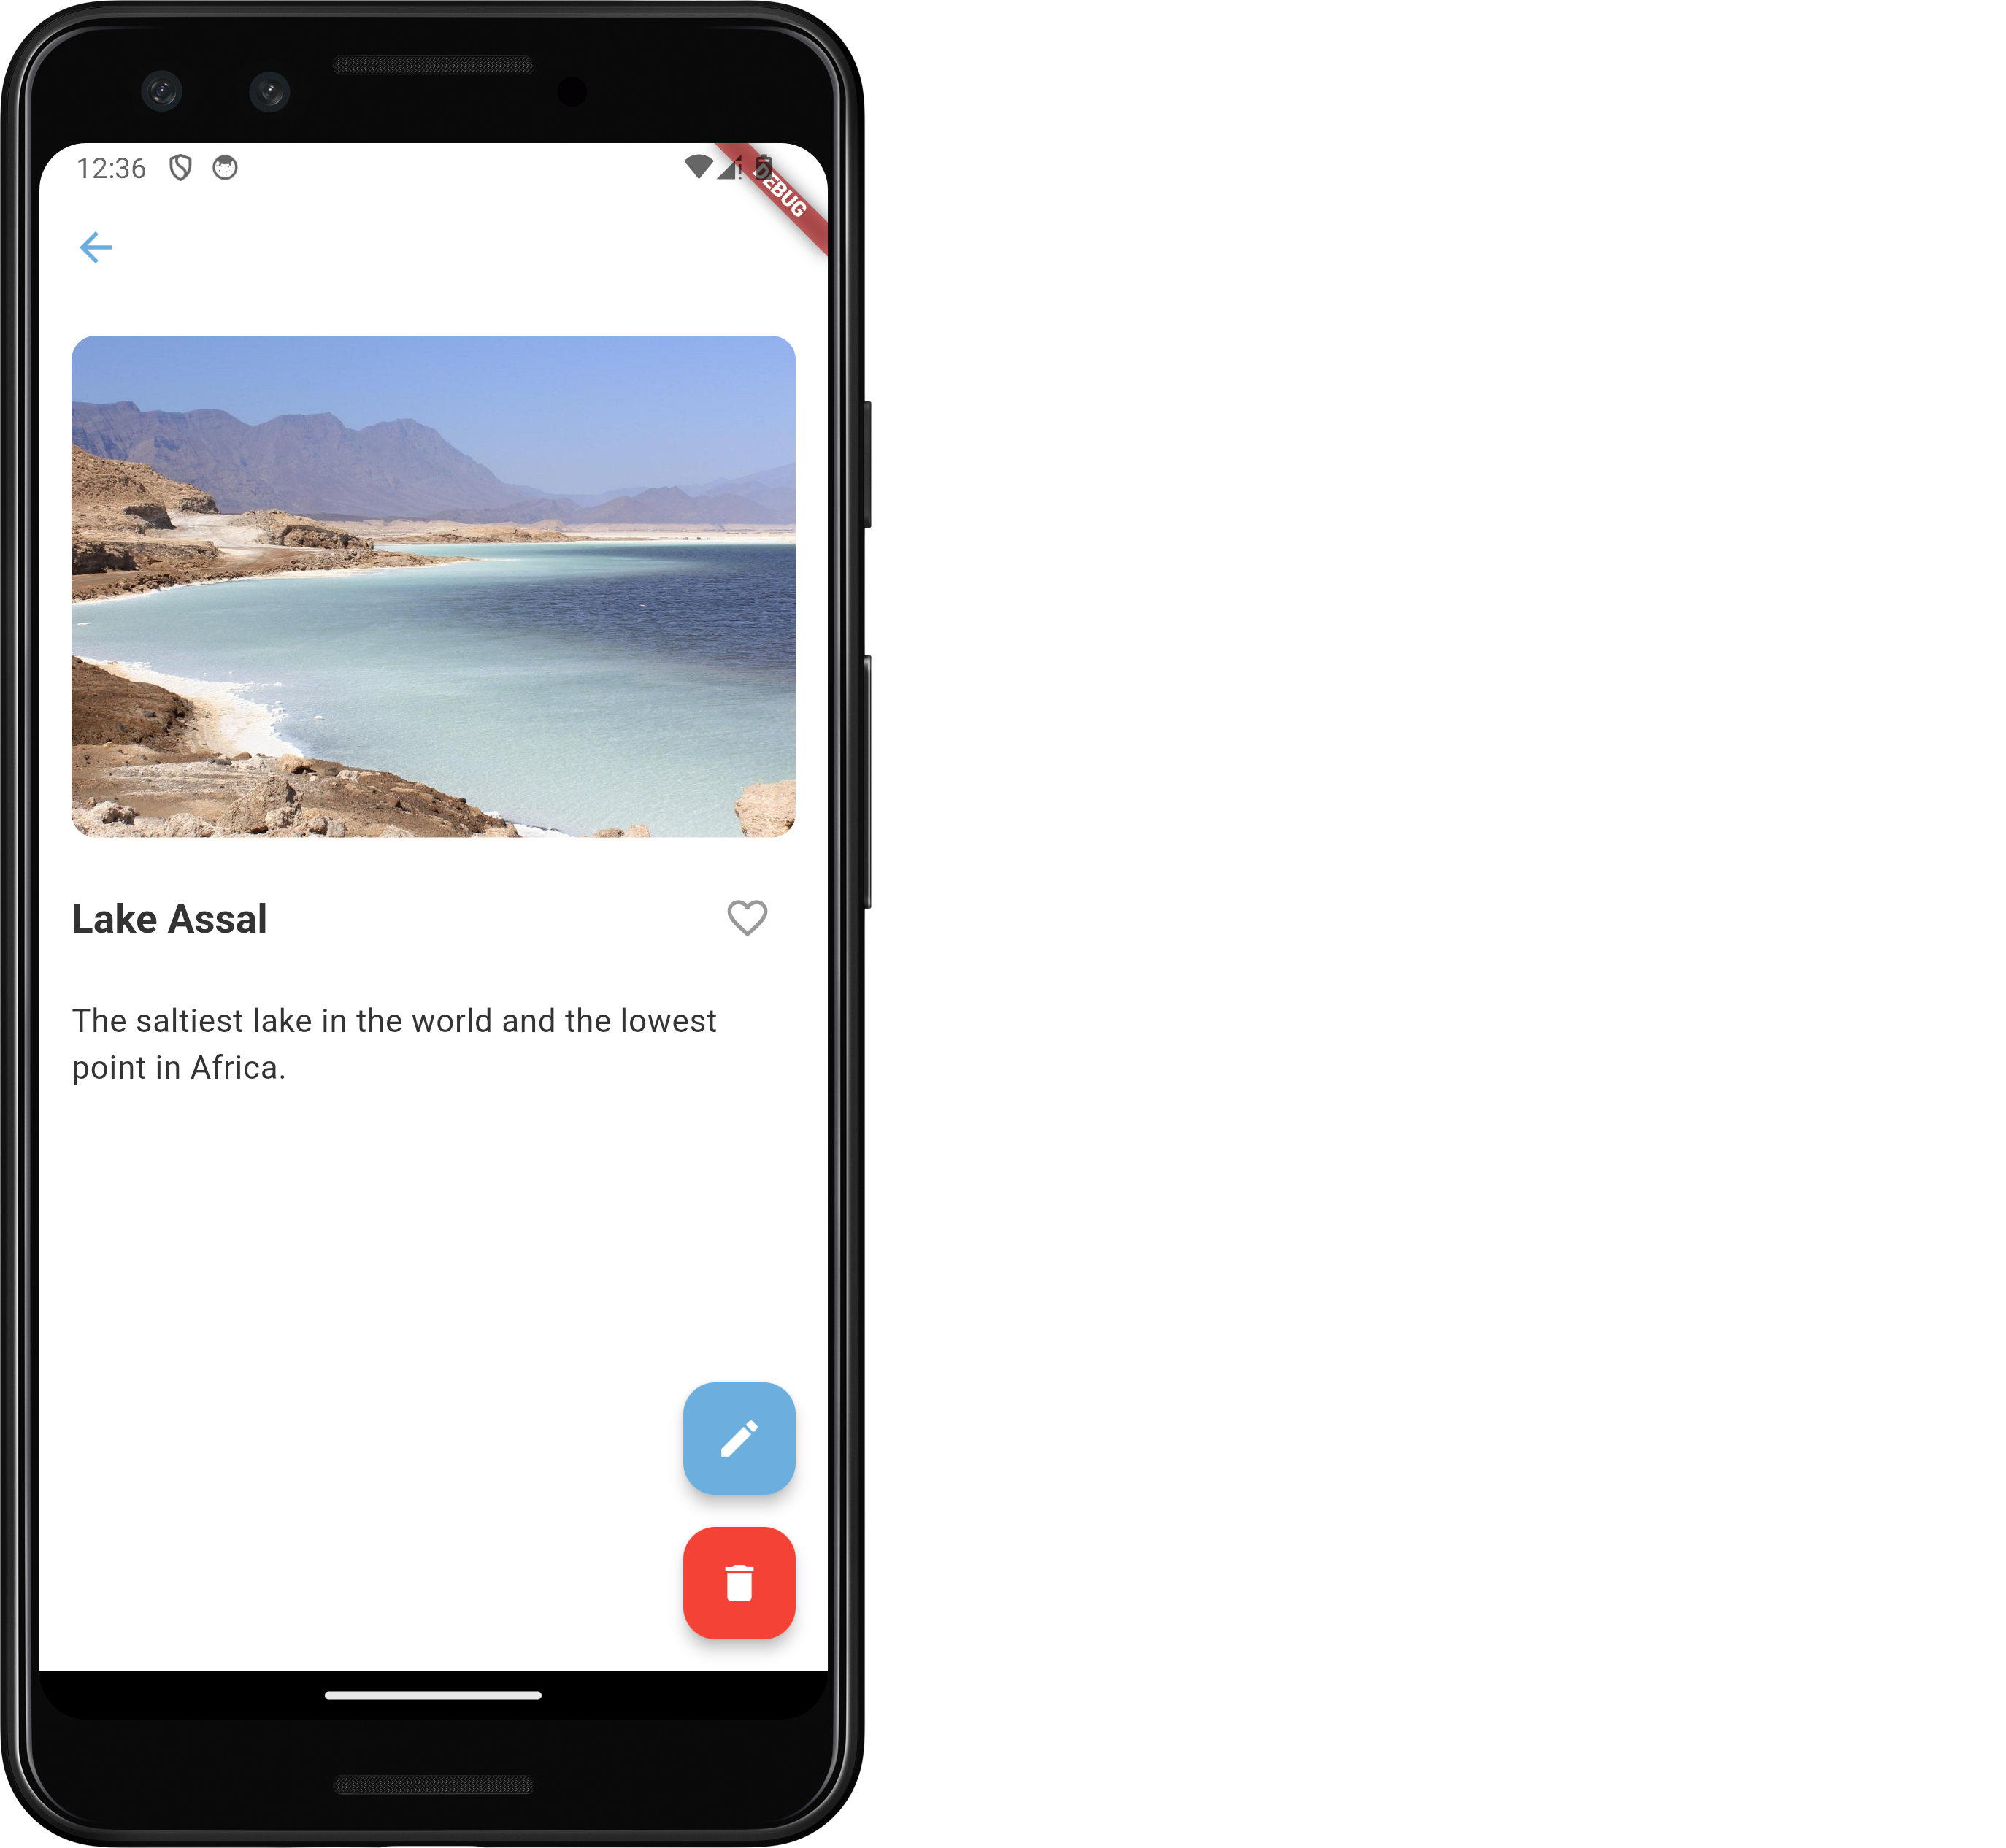 12:36
DEBUG
Lake Assal
The saltiest lake in the world and the lowest
point in Africa.